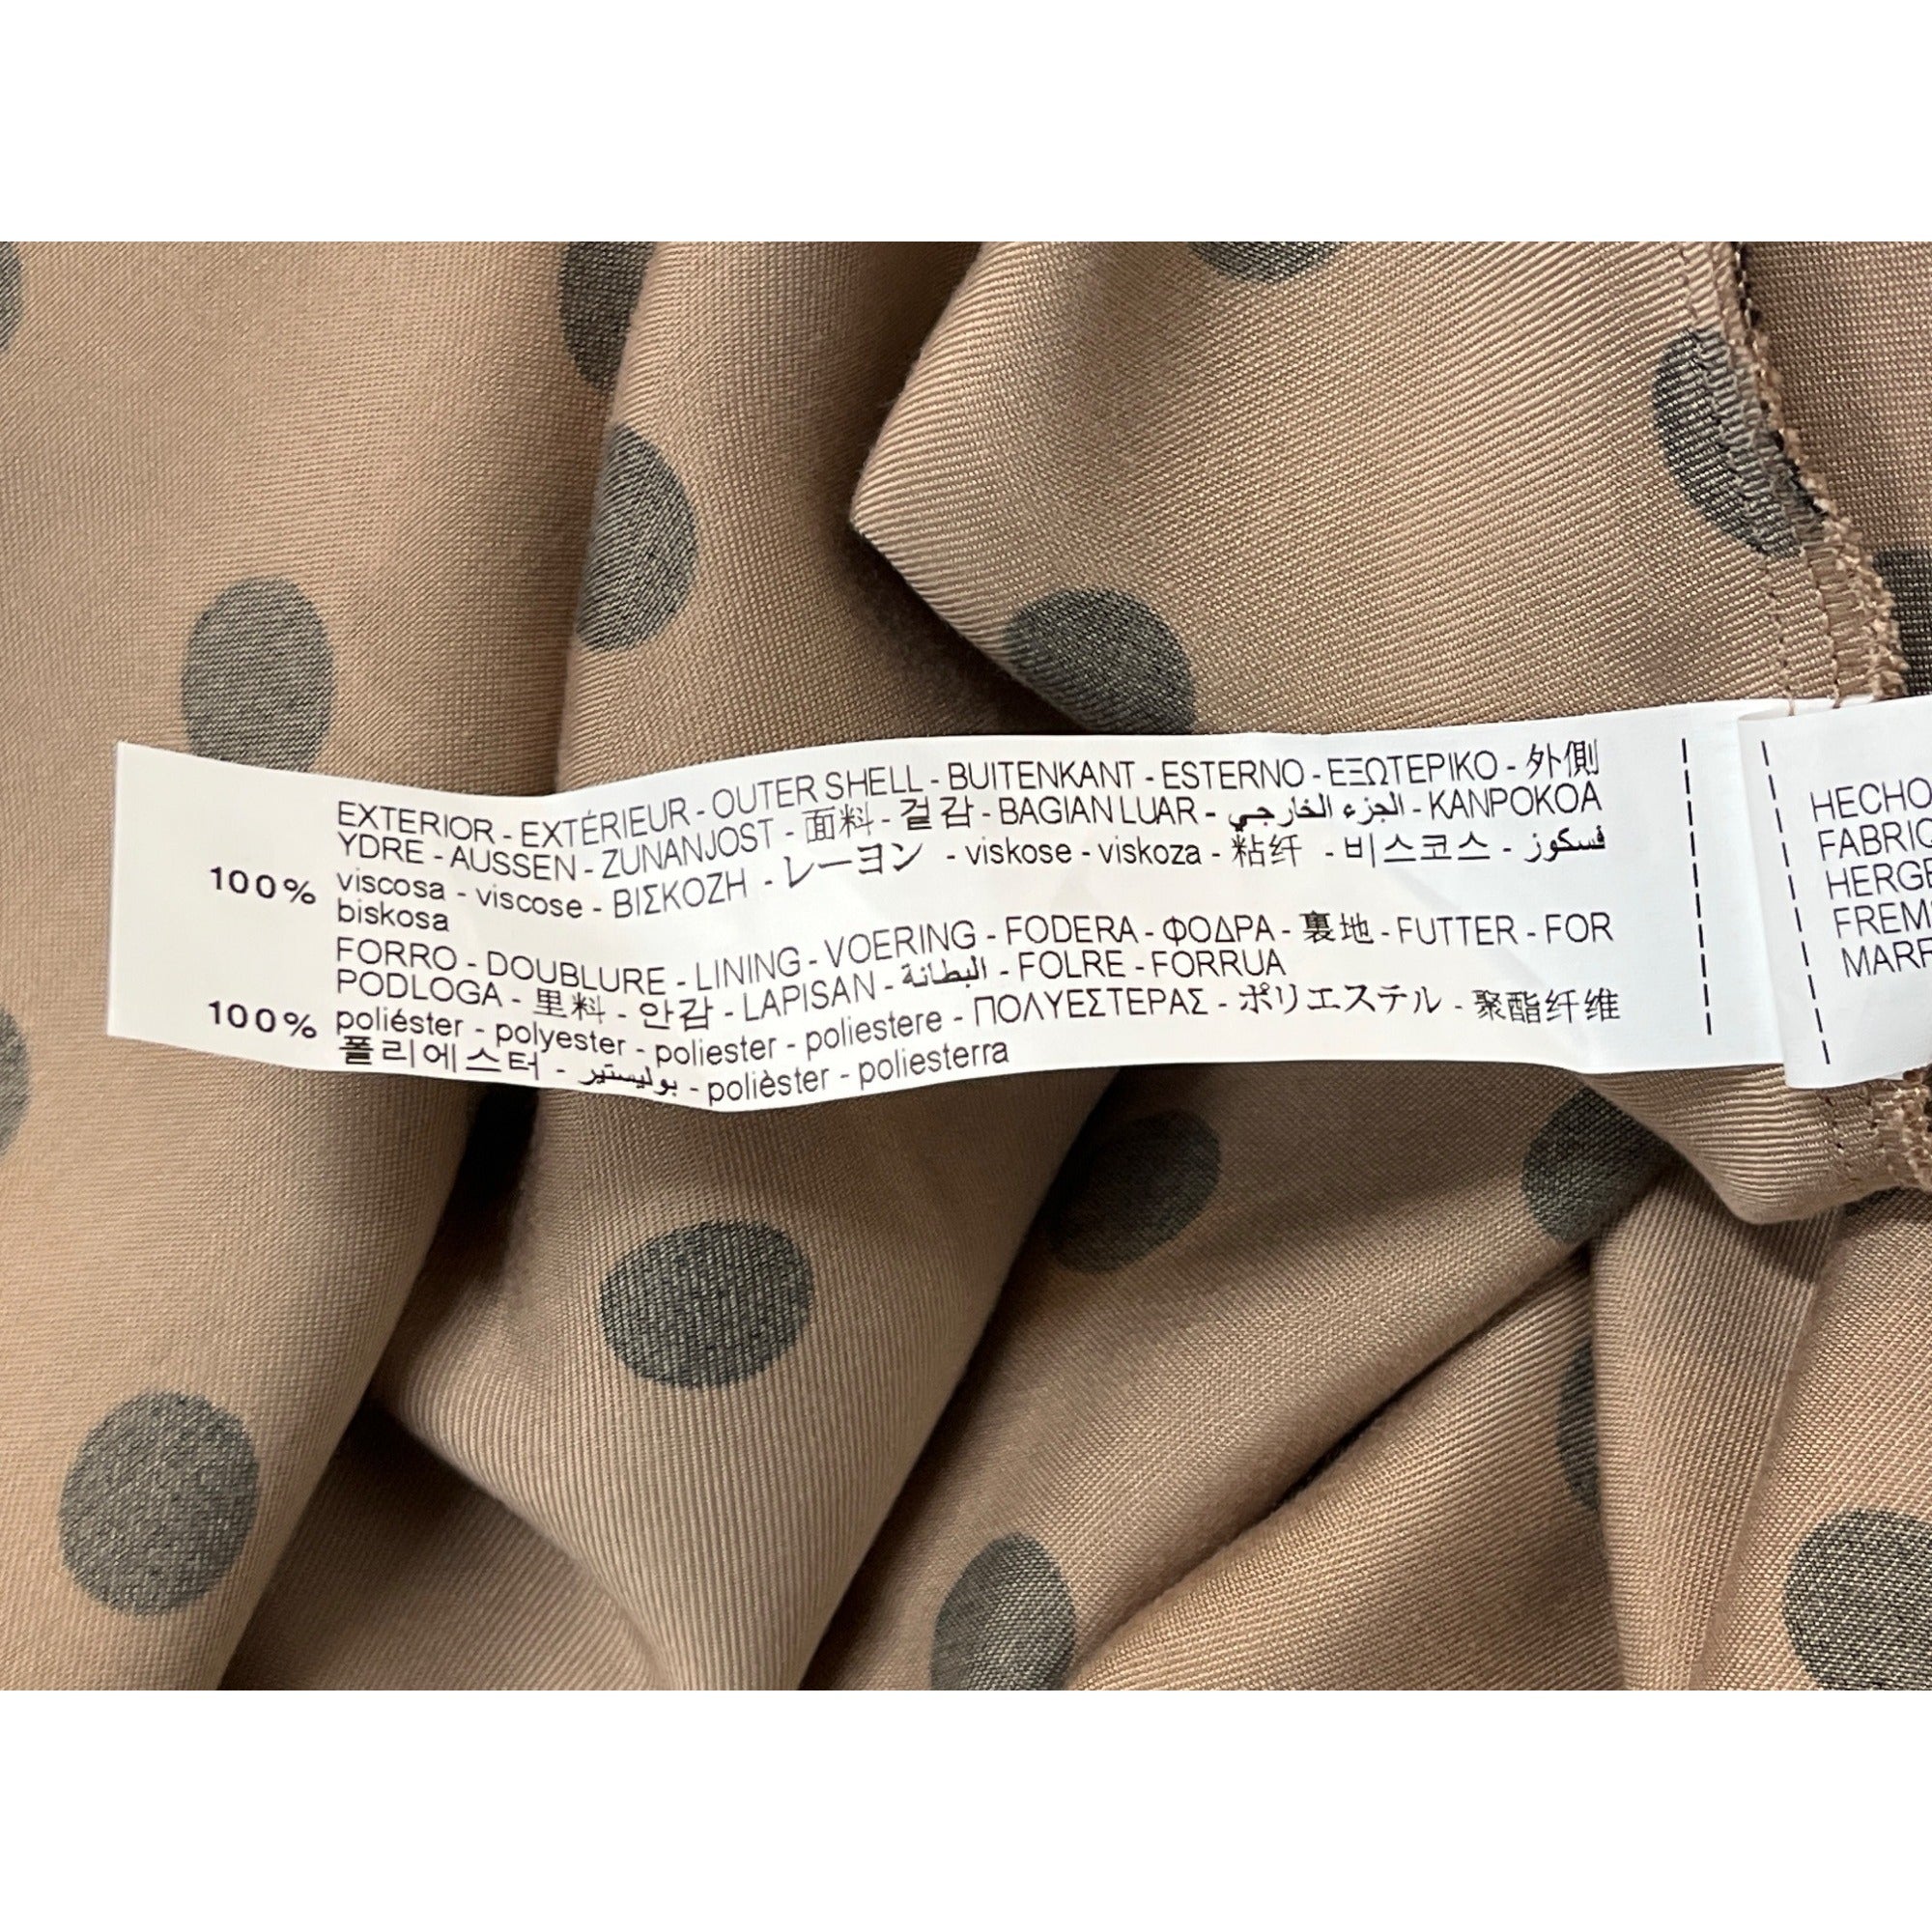 EXTERIOR - EXTÉRIEUR - OUTER SHELL - BUITENKANT - ESTERNO - ΕΞΩΤΕΡΙΚΟ - 外側
YDRE - AUSSEN - ZUNANJOST - 面料 - 겉감 - BAGIAN LUAR - الجزء الخارجي - KANPOKOA
100% viscosa - viscose - ΒΙΣΚΟΖΗ - レーヨン - viskose - viskoza - 粘纤 - 비스코스 - فسكوز
biskosa
FORRO - DOUBLURE - LINING - VOERING - FODERA - ΦΟΔΡΑ - 裏地 - FUTTER - FOR
PODLOGA - 里料 - 안감 - LAPISAN - البطانة - FOLRE - FORRUA
100% poliéster - polyester - poliester - poliestere - ΠΟΛΥΕΣΤΕΡΑΣ - ポリエステル - 聚酯纤维
폴리에스터 - بوليستير - polièster - poliesterra
HECHO
FABRIC
HERGE
FREM
MARR